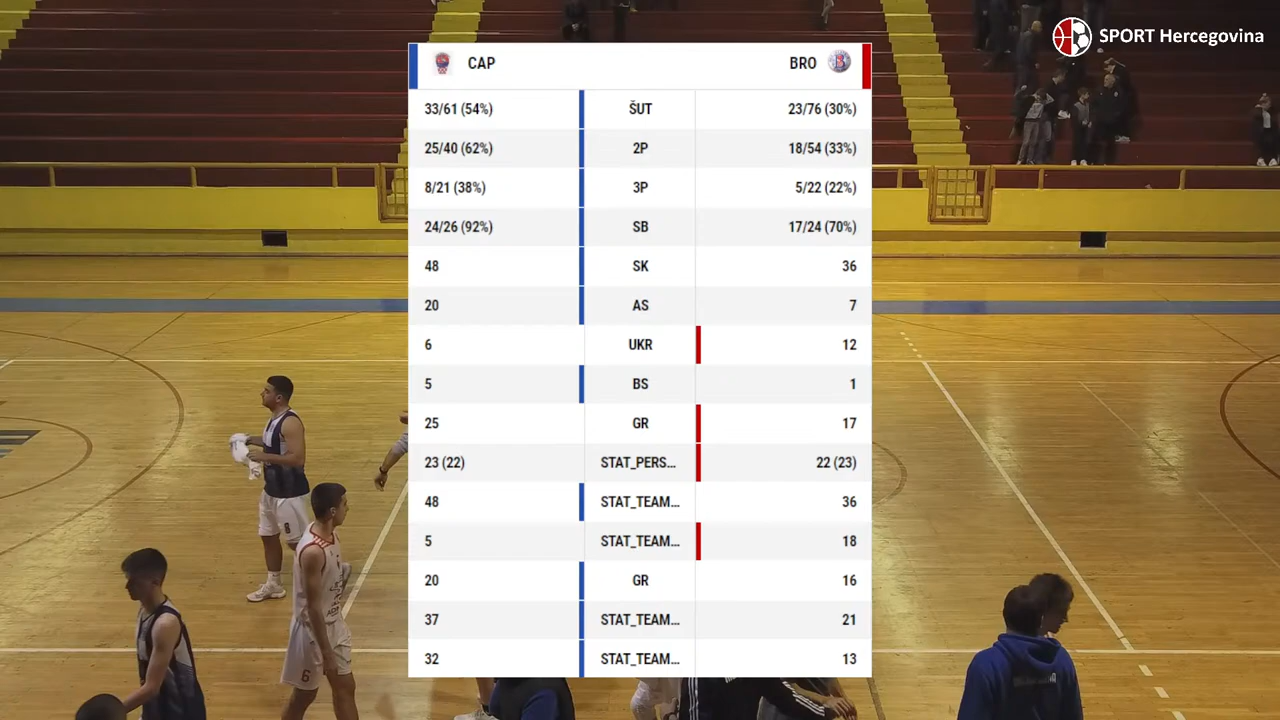 SPORT Hercegovina
CAP BRO
33/61 (54%) ŠUT 23/76 (30%)
25/40 (62%) 2P 18/54 (33%)
8/21 (38%) 3P 5/22 (22%)
24/26 (92%) SB 17/24 (70%)
48 SK 36
20 AS 7
6 UKR 12
5 BS 1
25 GR 17
23 (22) STAT_PERS... 22 (23)
48 STAT_TEAM... 36
5 STAT_TEAM... 18
20 GR 16
37 STAT_TEAM... 21
32 STAT_TEAM... 13
6